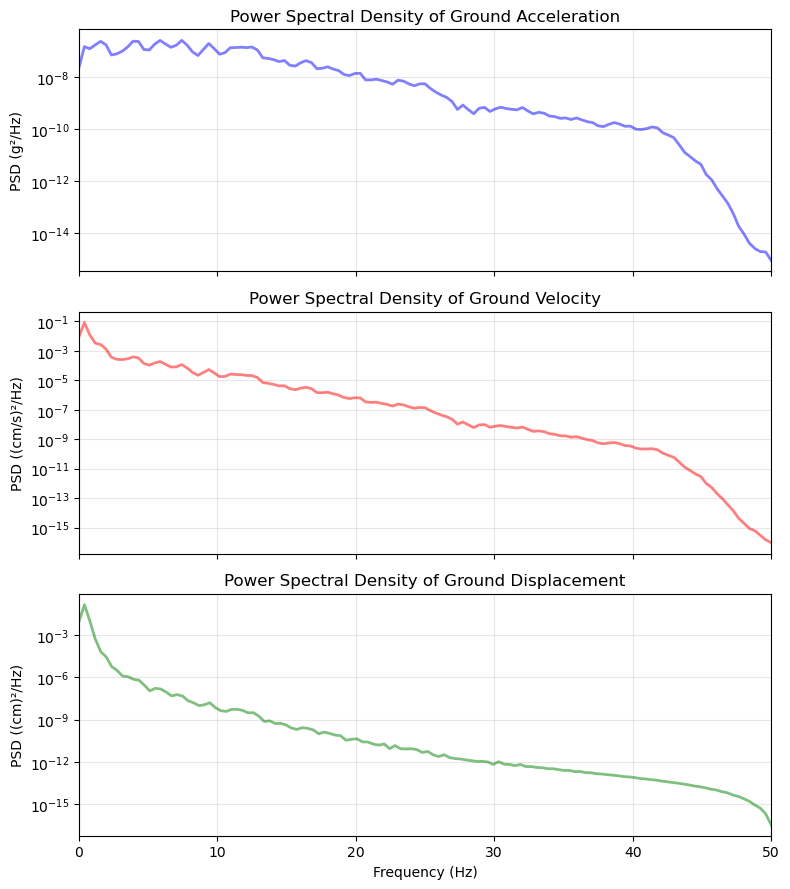 Power Spectral Density of Ground Acceleration
PSD (g²/Hz)
10⁻⁸
10⁻¹⁰
10⁻¹²
10⁻¹⁴
Power Spectral Density of Ground Velocity
PSD ((cm/s)²/Hz)
10⁻¹
10⁻³
10⁻⁵
10⁻⁷
10⁻⁹
10⁻¹¹
10⁻¹³
10⁻¹⁵
Power Spectral Density of Ground Displacement
PSD ((cm)²/Hz)
10⁻³
10⁻⁶
10⁻⁹
10⁻¹²
10⁻¹⁵
0 10 20 30 40 50
Frequency (Hz)